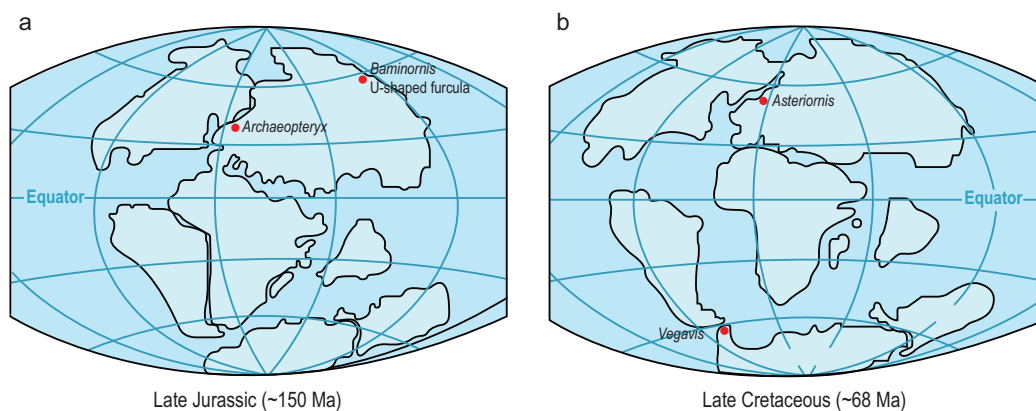 a
Baminornis
U-shaped furcula
Archaeopteryx
Equator
Late Jurassic (~150 Ma)
b
Asteriornis
Equator
Vegavis
Late Cretaceous (~68 Ma)